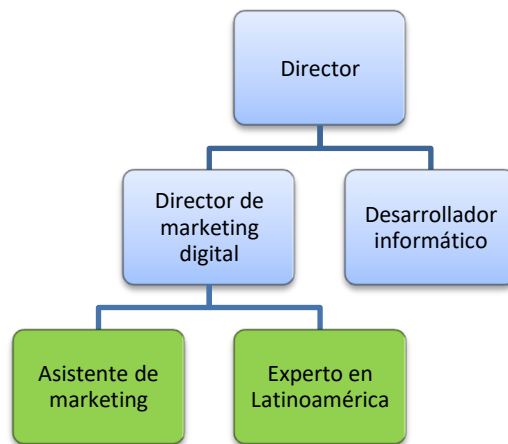 Director
Director de
marketing
digital
Desarrollador
informático
Asistente de
marketing
Experto en
Latinoamérica